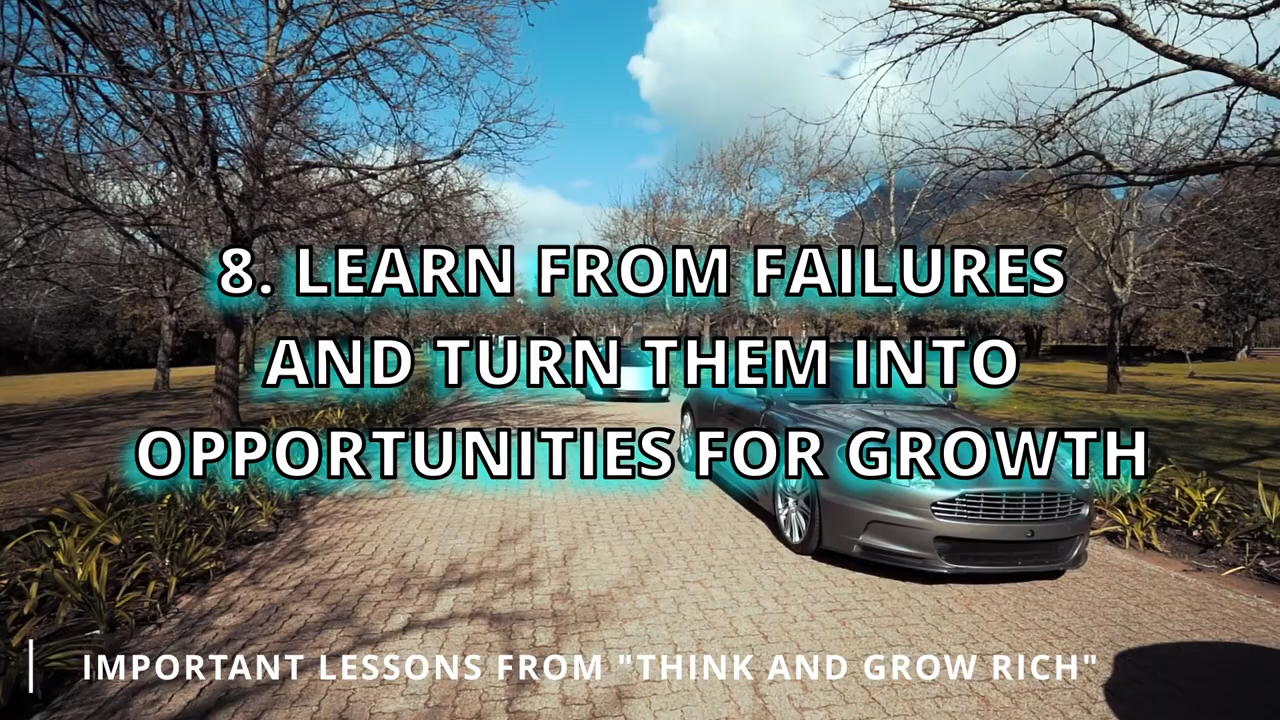 8. LEARN FROM FAILURES
AND TURN THEM INTO
OPPORTUNITIES FOR GROWTH
IMPORTANT LESSONS FROM "THINK AND GROW RICH"